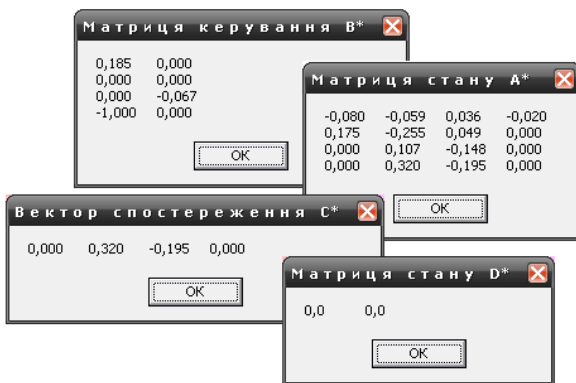 Матриця керування B*
0,185 0,000
0,000 0,000
0,000 -0,067
-1,000 0,000
OK
Матриця стану A*
-0,080 -0,059 0,036 -0,020
0,175 -0,255 0,049 0,000
0,000 0,107 -0,148 0,000
0,000 0,320 -0,195 0,000
OK
Вектор спостереження C*
0,000 0,320 -0,195 0,000
OK
Матриця стану D*
0,0 0,0
OK